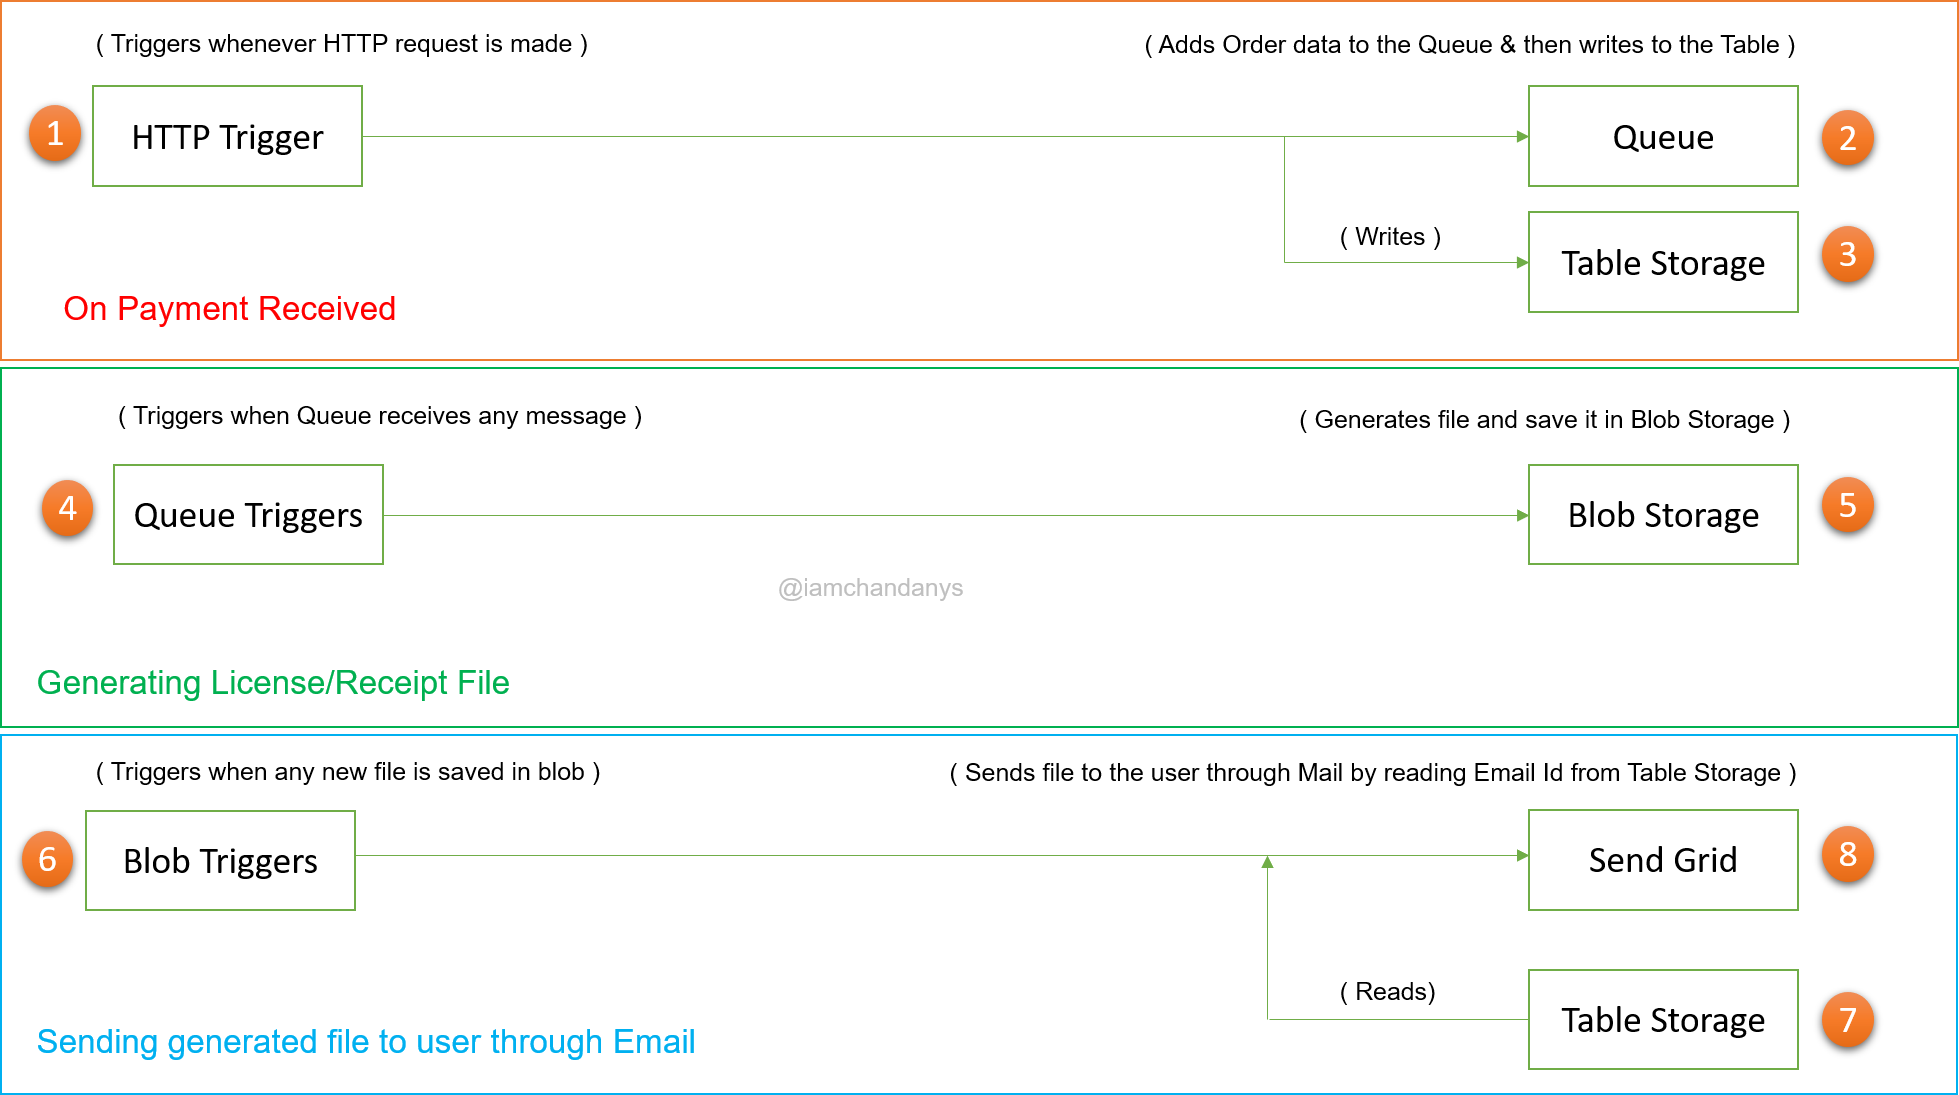 ( Triggers whenever HTTP request is made )
( Adds Order data to the Queue & then writes to the Table )
1
HTTP Trigger
Queue
2
( Writes )
Table Storage
3
On Payment Received
( Triggers when Queue receives any message )
( Generates file and save it in Blob Storage )
4
Queue Triggers
Blob Storage
5
@iamchandanys
Generating License/Receipt File
( Triggers when any new file is saved in blob )
( Sends file to the user through Mail by reading Email Id from Table Storage )
6
Blob Triggers
Send Grid
8
( Reads)
Table Storage
7
Sending generated file to user through Email